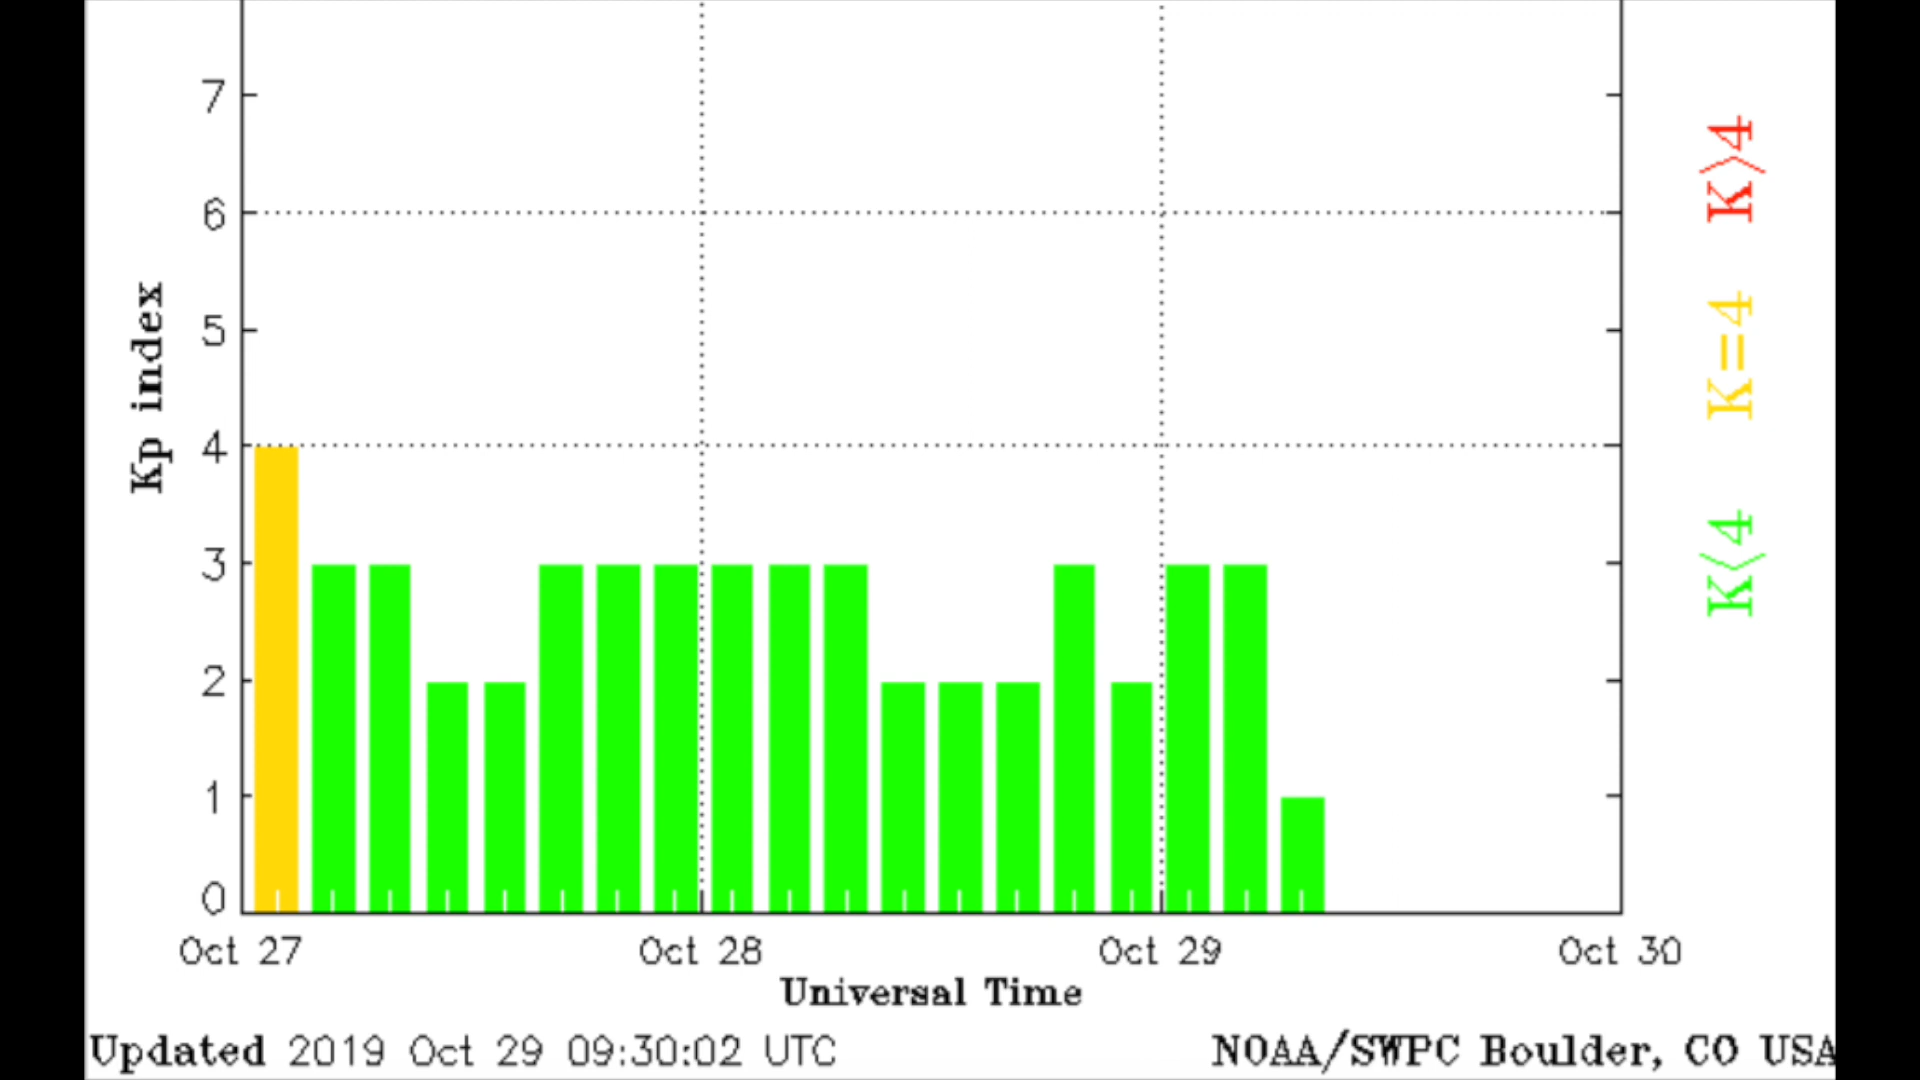 7
6
5
4
3
2
1
0
Kp index
K>4
K=4
K<4
Oct 27 Oct 28 Oct 29 Oct 30
Universal Time
Updated 2019 Oct 29 09:30:02 UTC NOAA/SWPC Boulder, CO USA